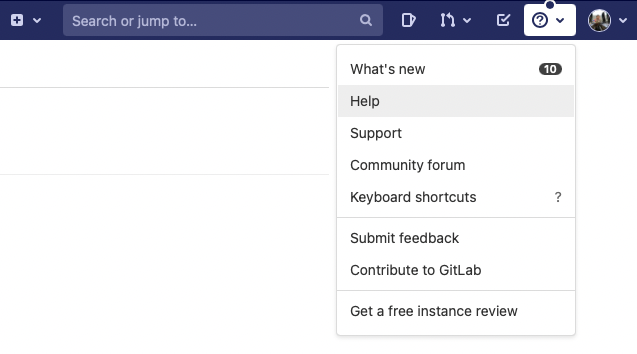 Search or jump to...
What's new 10
Help
Support
Community forum
Keyboard shortcuts ?
Submit feedback
Contribute to GitLab
Get a free instance review